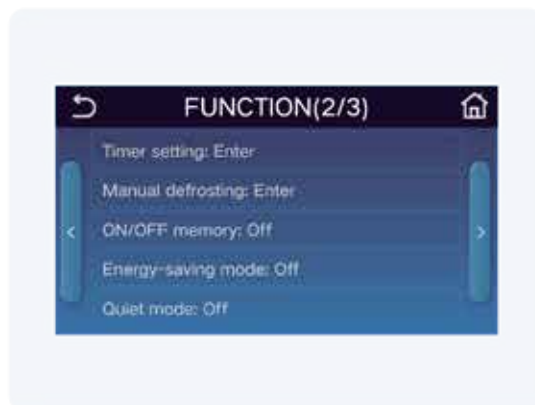 FUNCTION(2/3)
Timer setting: Enter
Manual defrosting: Enter
ON/OFF memory: Off
Energy-saving mode: Off
Quiet mode: Off